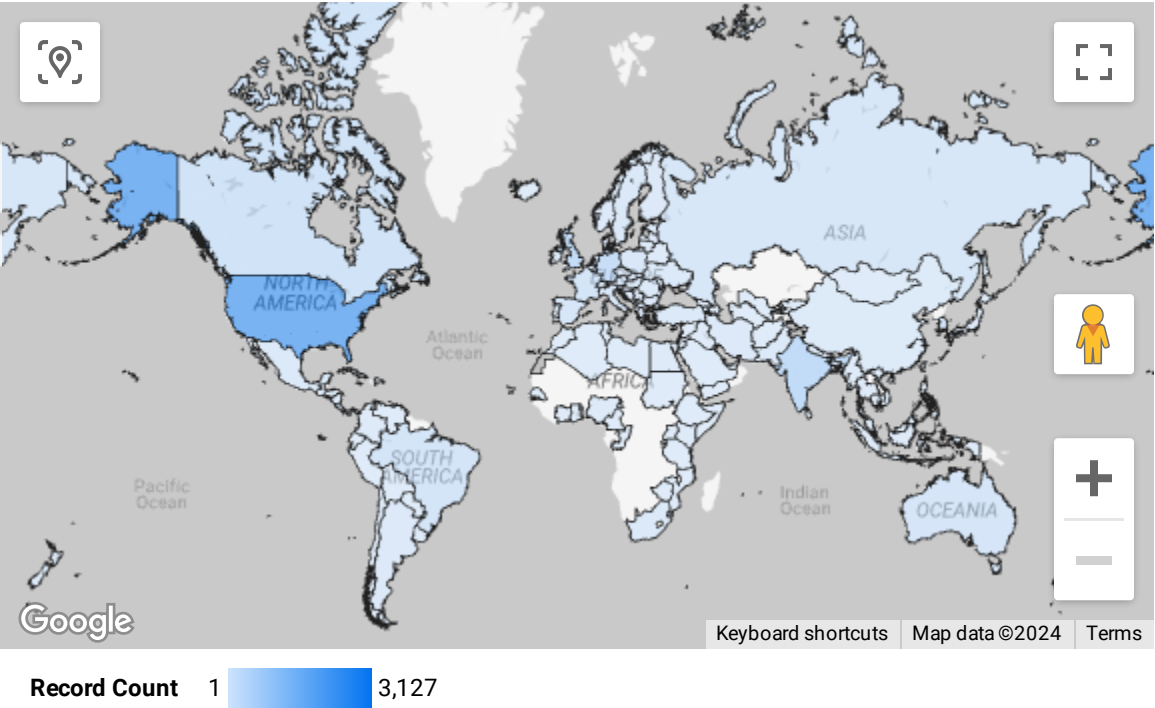 ASIA
NORTH
AMERICA
Atlantic
Ocean
AFRICA
SOUTH
AMERICA
Pacific
Ocean
Indian
Ocean
OCEANIA
Google
Keyboard shortcuts
Map data ©2024
Terms
Record Count
1
3,127